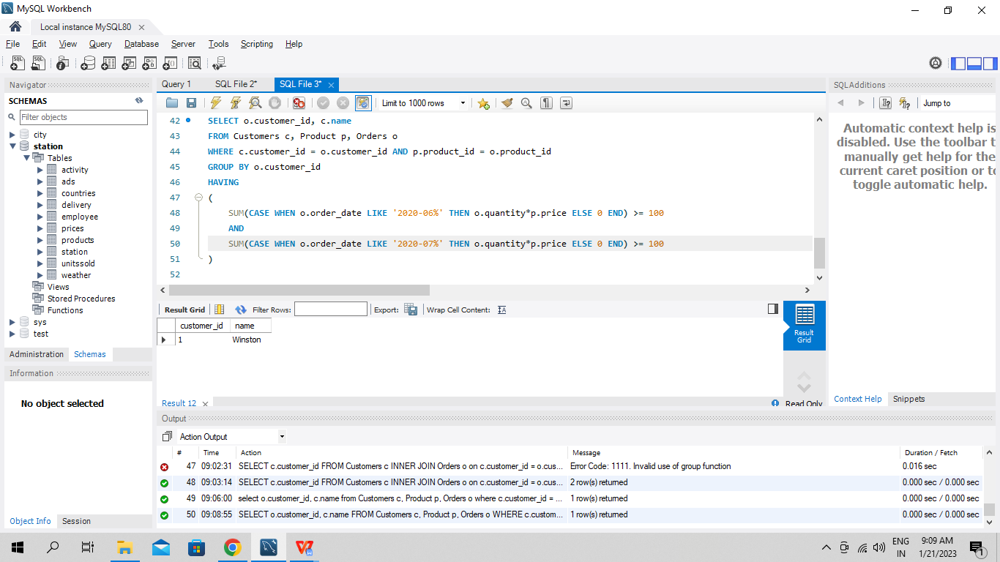 MySQL Workbench
Local instance MySQL80
File Edit View Query Database Server Tools Scripting Help
Navigator
SCHEMAS
Filter objects
city
station
Tables
activity
ads
countries
delivery
employee
prices
products
station
unitssold
weather
Views
Stored Procedures
Functions
sys
test
Administration Schemas
Information
No object selected
Object Info Session
Query 1 SQL File 2* SQL File 3*
Limit to 1000 rows
42 SELECT o.customer_id, c.name
43 FROM Customers c, Product p, Orders o
44 WHERE c.customer_id = o.customer_id AND p.product_id = o.product_id
45 GROUP BY o.customer_id
46 HAVING
47 (
48 SUM(CASE WHEN o.order_date LIKE '2020-06%' THEN o.quantity*p.price ELSE 0 END) >= 100
49 AND
50 SUM(CASE WHEN o.order_date LIKE '2020-07%' THEN o.quantity*p.price ELSE 0 END) >= 100
51 )
52
Result Grid Filter Rows: Export: Wrap Cell Content:
customer_id name
1 Winston
Result Grid
Result 12
Read Only
SQLAdditions
Jump to
Automatic context help is
disabled. Use the toolbar t
manually get help for the
current caret position or to
toggle automatic help.
Context Help Snippets
Output
Action Output
# Time Action Message Duration / Fetch
47 09:02:31 SELECT c.customer_id FROM Customers c INNER JOIN Orders o on c.customer_id = o.cus... Error Code: 1111. Invalid use of group function 0.016 sec
48 09:03:14 SELECT c.customer_id FROM Customers c INNER JOIN Orders o on c.customer_id = o.cus... 2 row(s) returned 0.000 sec / 0.000 sec
49 09:06:00 select o.customer_id, c.name from Customers c, Product p, Orders o where c.customer_id = ... 1 row(s) returned 0.000 sec / 0.000 sec
50 09:08:55 SELECT o.customer_id, c.name FROM Customers c, Product p, Orders o WHERE c.custom... 1 row(s) returned 0.000 sec / 0.000 sec
ENG
IN
9:09 AM
1/21/2023
1